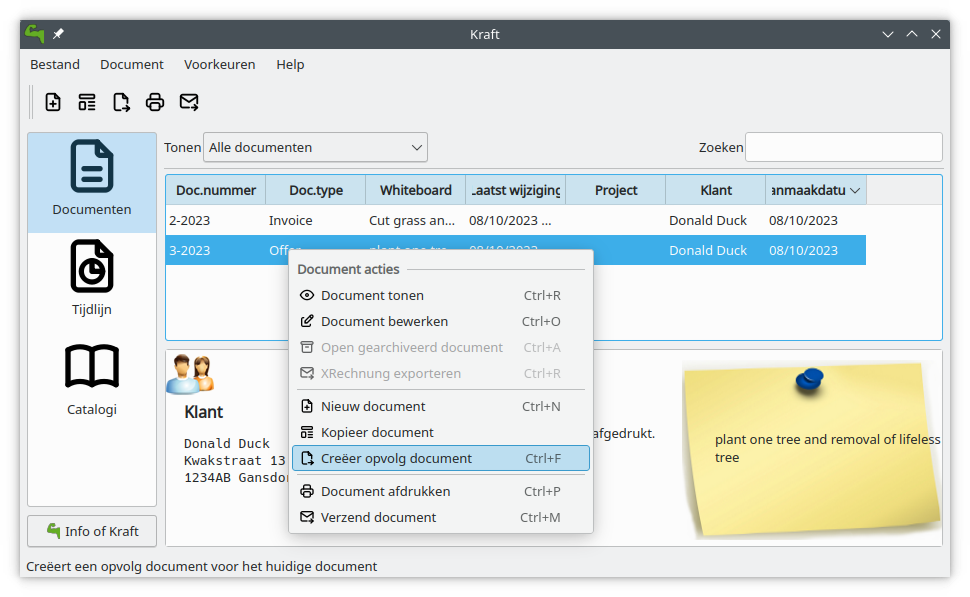 Kraft
Bestand Document Voorkeuren Help
Tonen Alle documenten Zoeken
Doc.nummer Doc.type Whiteboard Laatst wijziging Project Klant anmaakdatu
2-2023 Invoice Cut grass an... 08/10/2023 ... Donald Duck 08/10/2023
3-2023 Offer plant one tre... 08/10/2023 ... Donald Duck 08/10/2023
Documenten
Tijdlijn
Catalogi
Info of Kraft
Document acties
Document tonen Ctrl+R
Document bewerken Ctrl+O
Open gearchiveerd document Ctrl+A
XRechnung exporteren Ctrl+R
Nieuw document Ctrl+N
Kopieer document
Creëer opvolg document Ctrl+F
Document afdrukken Ctrl+P
Verzend document Ctrl+M
Klant
Donald Duck
Kwakstraat 13
1234AB Gansdo
afgedrukt.
plant one tree and removal of lifeless
tree
Creëert een opvolg document voor het huidige document